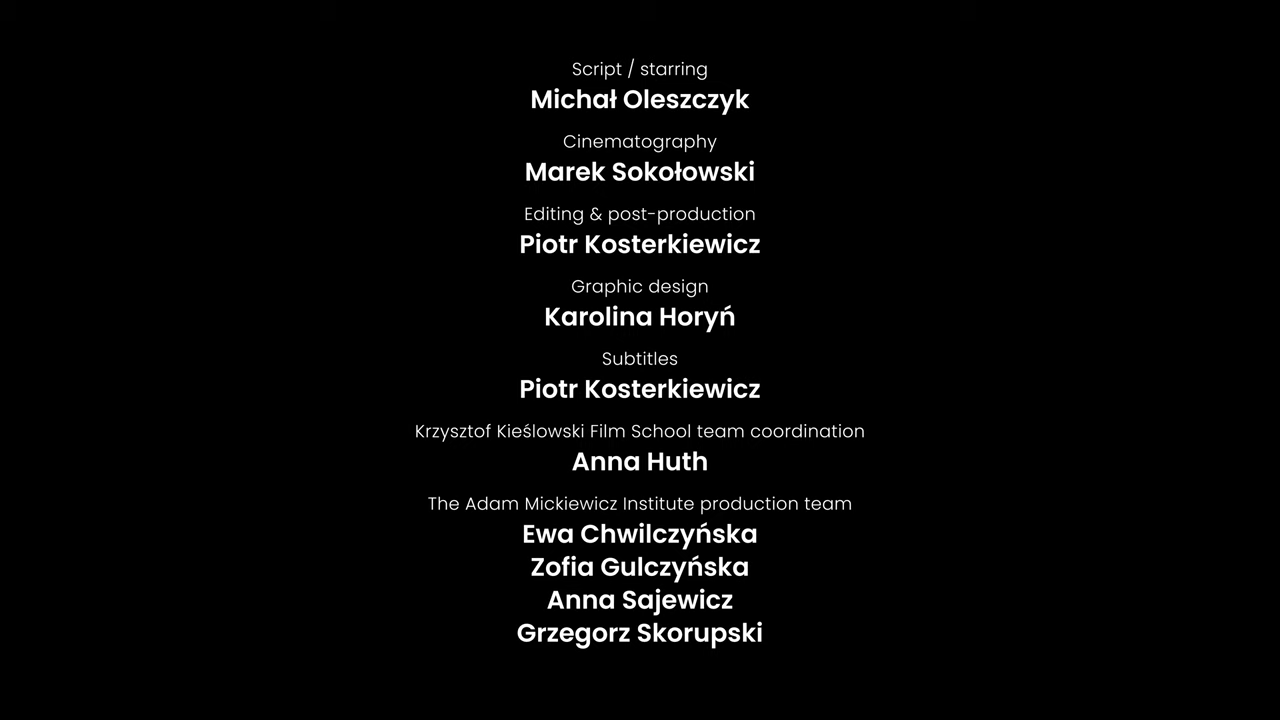 Script / starring
Michał Oleszczyk
Cinematography
Marek Sokołowski
Editing & post-production
Piotr Kosterkiewicz
Graphic design
Karolina Horyń
Subtitles
Piotr Kosterkiewicz
Krzysztof Kieślowski Film School team coordination
Anna Huth
The Adam Mickiewicz Institute production team
Ewa Chwilczyńska
Zofia Gulczyńska
Anna Sajewicz
Grzegorz Skorupski